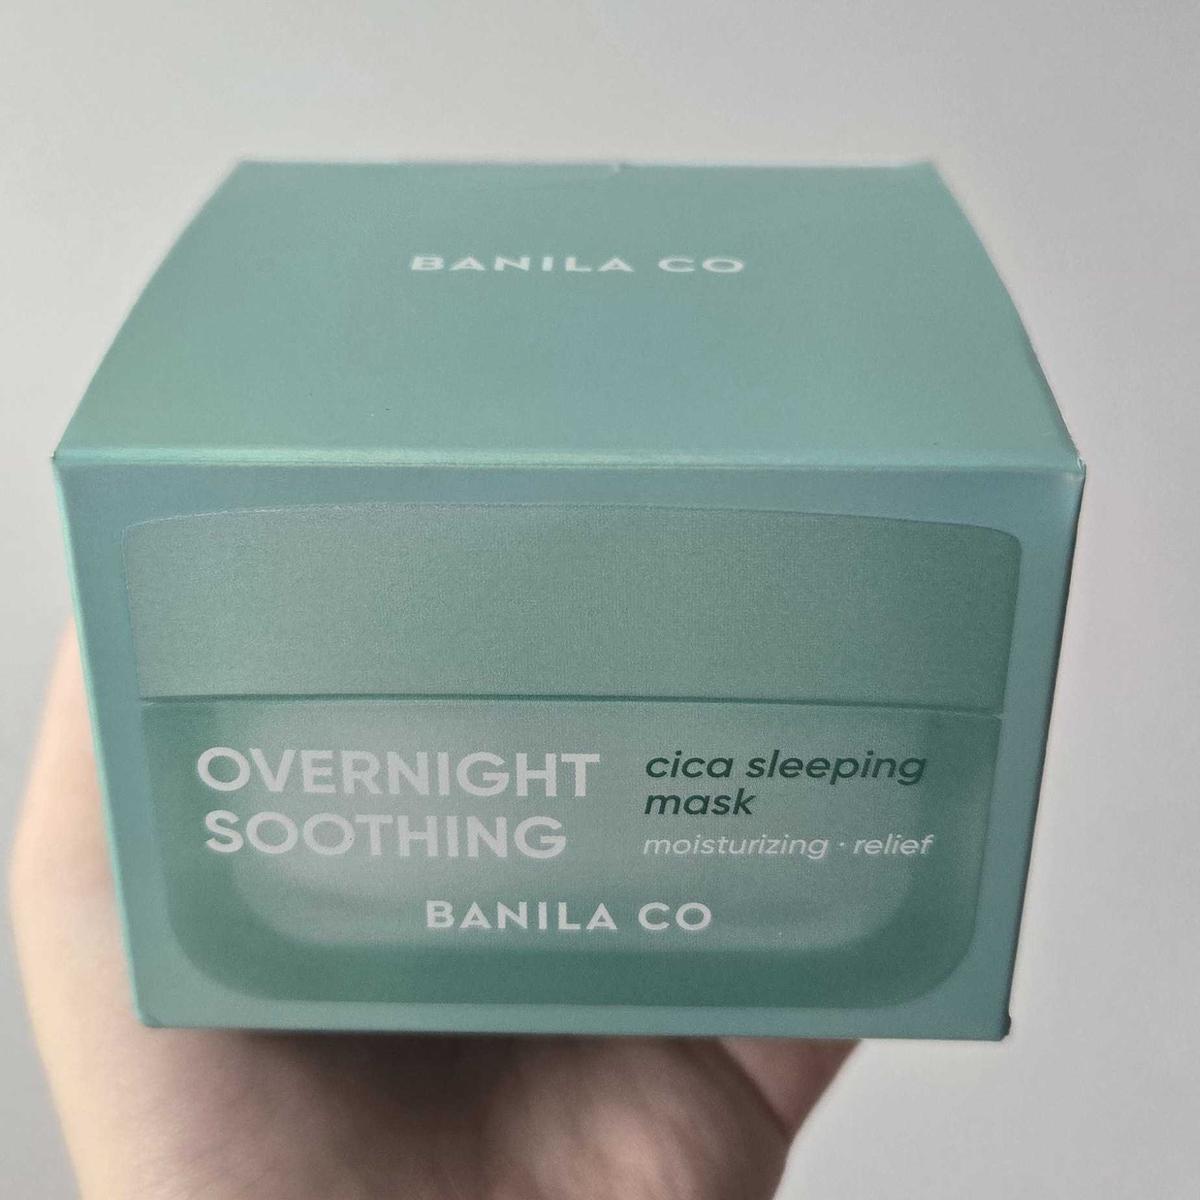 BANILA CO
OVERNIGHT
SOOTHING
cica sleeping
mask
moisturizing · relief
BANILA CO